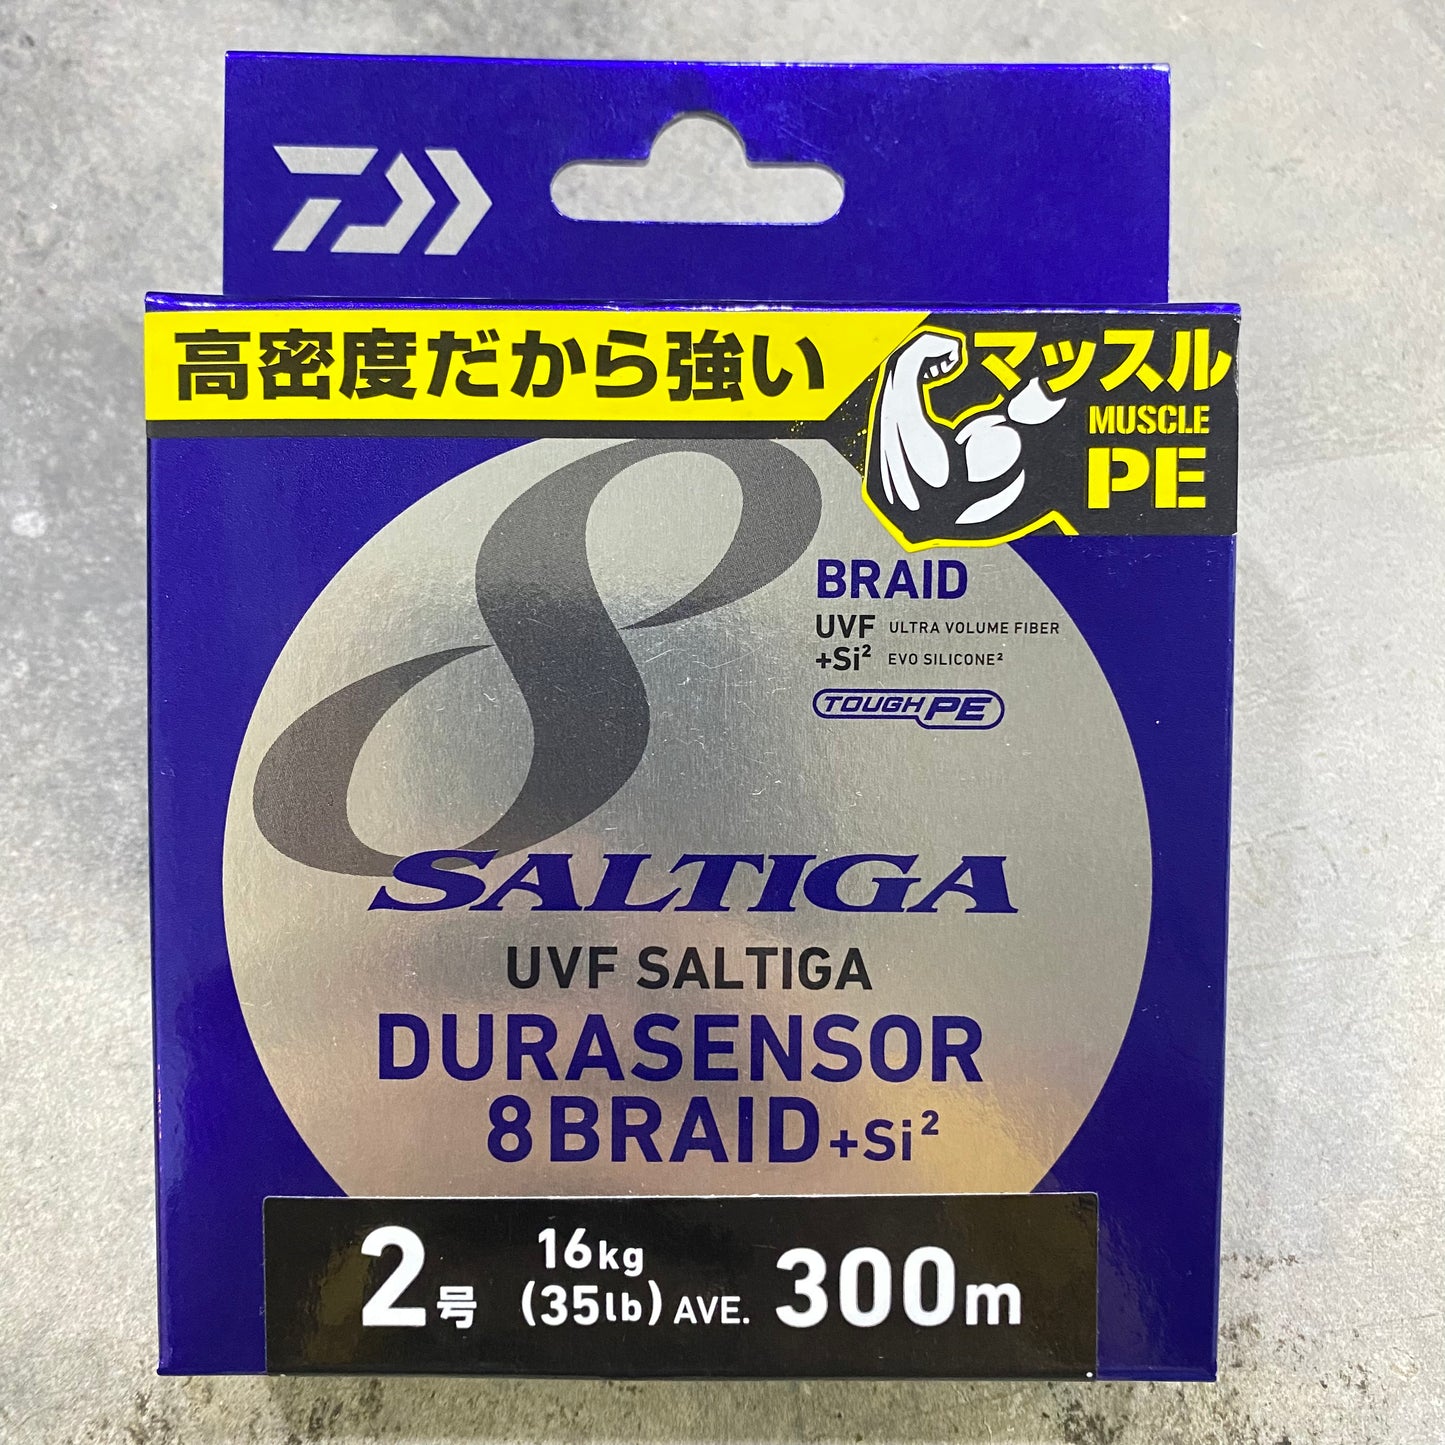 高密度だから強い
マッスル
MUSCLE
PE
BRAID
UVF ULTRA VOLUME FIBER
+Si² EVO SILICONE²
TOUGH PE
8
SALTIGA
UVF SALTIGA
DURASENSOR
8BRAID+Si²
2号 16kg (35lb) AVE. 300m